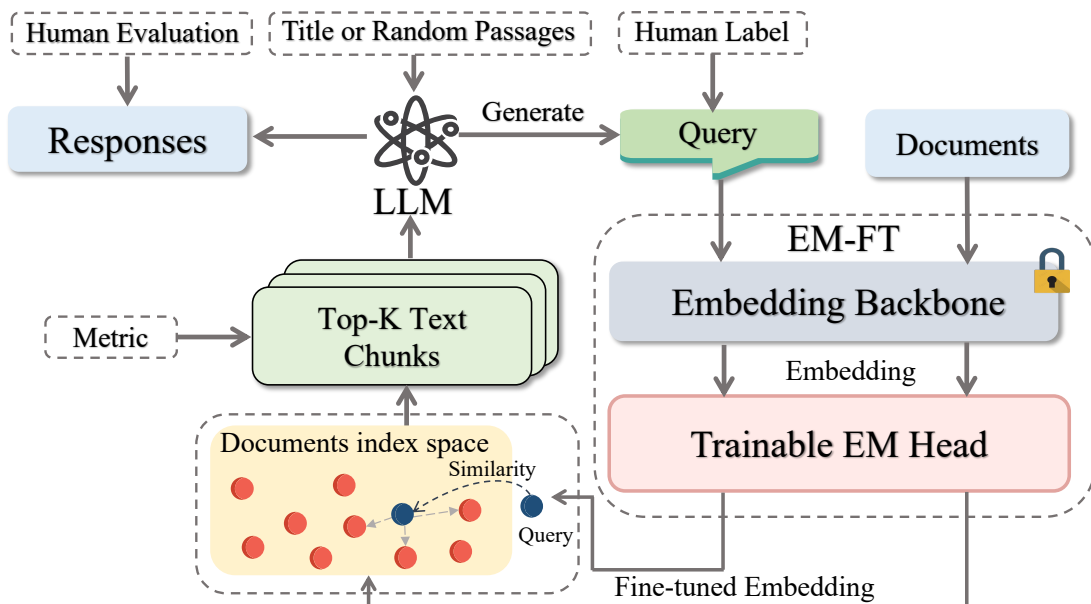 Human Evaluation
Title or Random Passages
Human Label
Responses
Generate
Query
Documents
LLM
EM-FT
Embedding Backbone
Metric
Top-K Text
Chunks
Embedding
Trainable EM Head
Documents index space
Similarity
Query
Fine-tuned Embedding